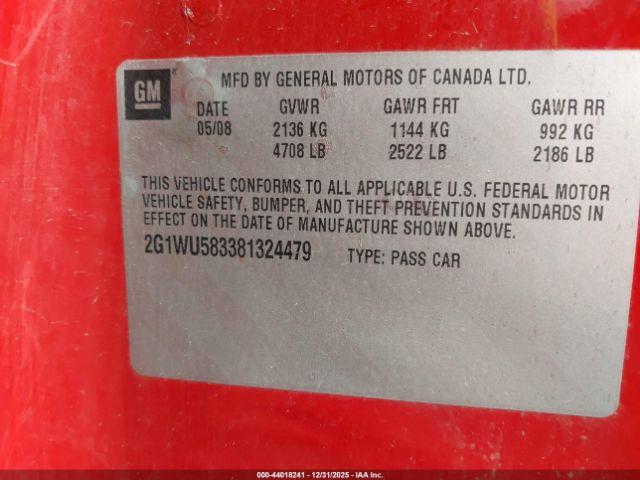 GM
MFD BY GENERAL MOTORS OF CANADA LTD.
DATE GVWR GAWR FRT GAWR RR
05/08 2136 KG 1144 KG 992 KG
4708 LB 2522 LB 2186 LB
THIS VEHICLE CONFORMS TO ALL APPLICABLE U.S. FEDERAL MOTOR
VEHICLE SAFETY, BUMPER, AND THEFT PREVENTION STANDARDS IN
EFFECT ON THE DATE OF MANUFACTURE SHOWN ABOVE.
2G1WU583381324479 TYPE: PASS CAR
000-44018241 - 12/31/2025 - IAA Inc.